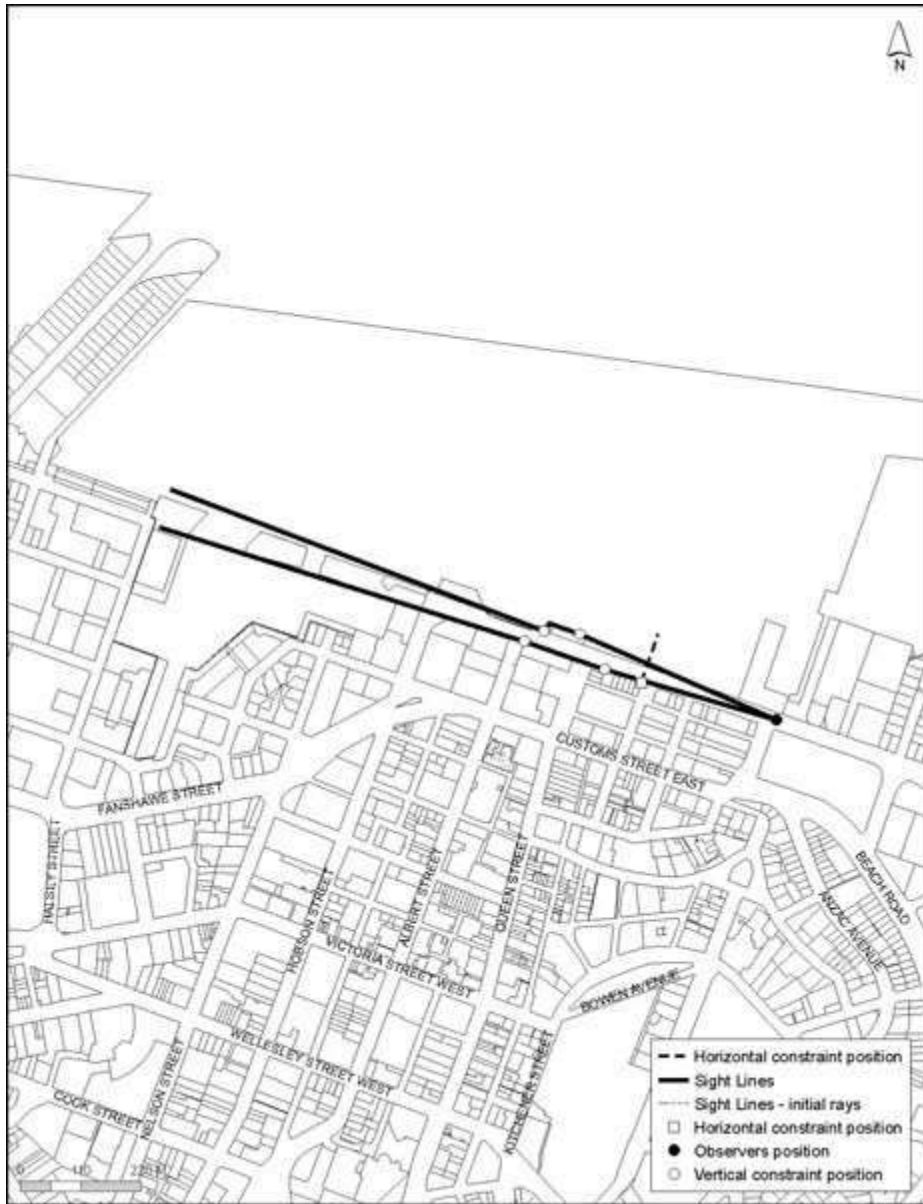 N
CUSTOMS STREET EAST
FANSHAWE STREET
HALSEY STREET
BEACH ROAD
ANZAC AVENUE
QUEEN STREET
ALBERT STREET
HOBSON STREET
VICTORIA STREET WEST
BOWEN AVENUE
WELLESLEY STREET WEST
KITCHENER STREET
NELSON STREET
COOK STREET
0 110
Horizontal constraint position
Sight Lines
Sight Lines - initial rays
Horizontal constraint position
Observers position
Vertical constraint position